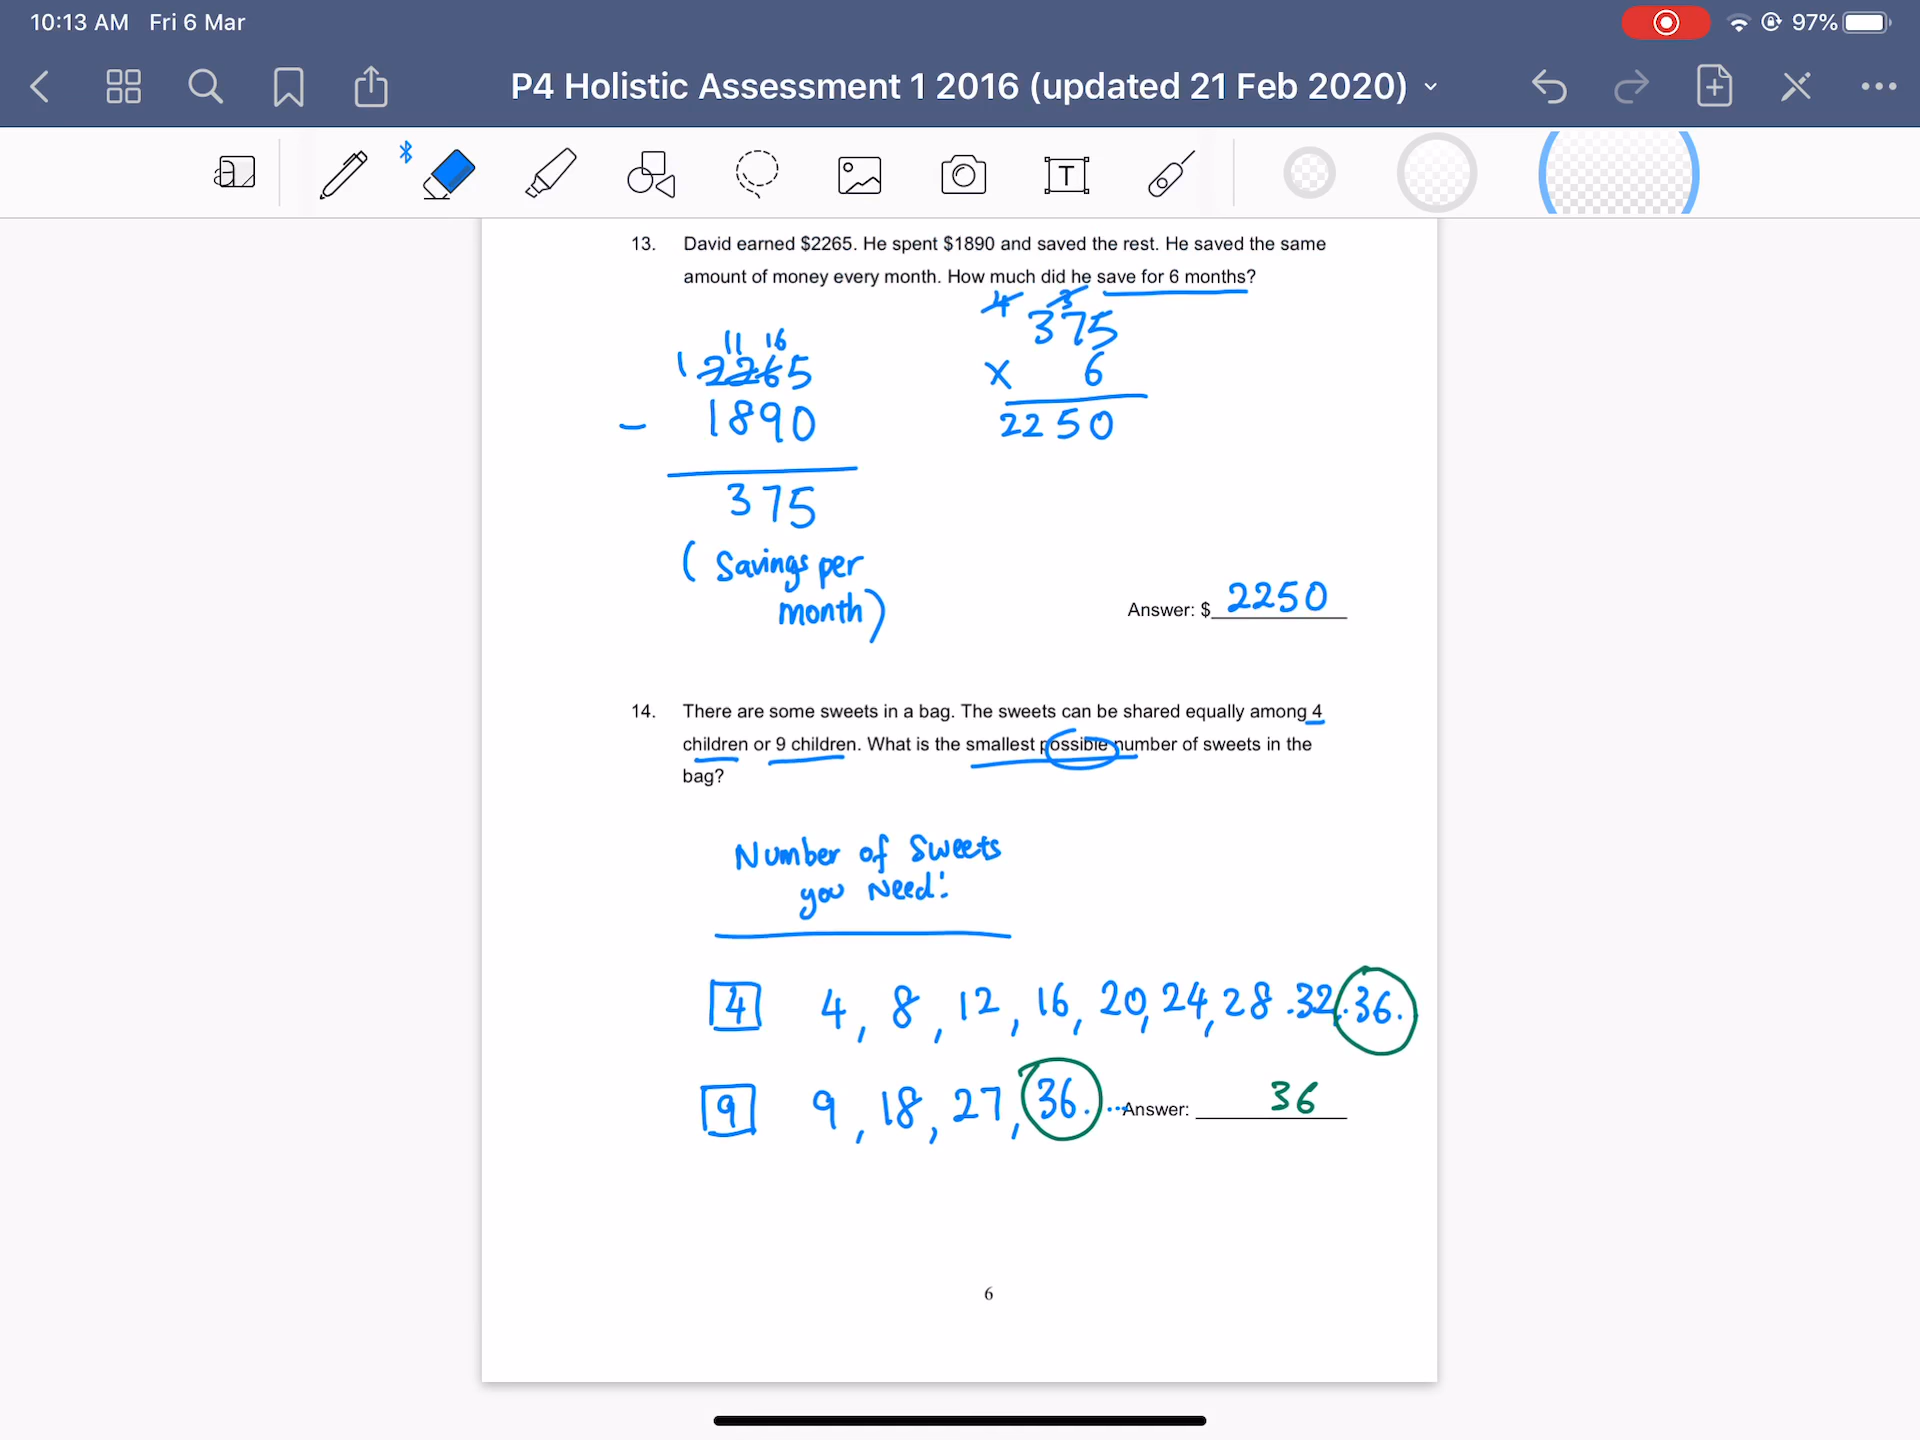 10:13 AM Fri 6 Mar 97%
P4 Holistic Assessment 1 2016 (updated 21 Feb 2020)
13. David earned $2265. He spent $1890 and saved the rest. He saved the same
amount of money every month. How much did he save for 6 months?
4 3
375
x 6
2250
11 16
1 2265
- 1890
375
(Savings per
month)
Answer: $ 2250
14. There are some sweets in a bag. The sweets can be shared equally among 4
children or 9 children. What is the smallest possible number of sweets in the
bag?
Number of Sweets
you Need:
4 4, 8, 12, 16, 20, 24, 28. 32, 36.
9 9, 18, 27, 36. ...
Answer: 36
6